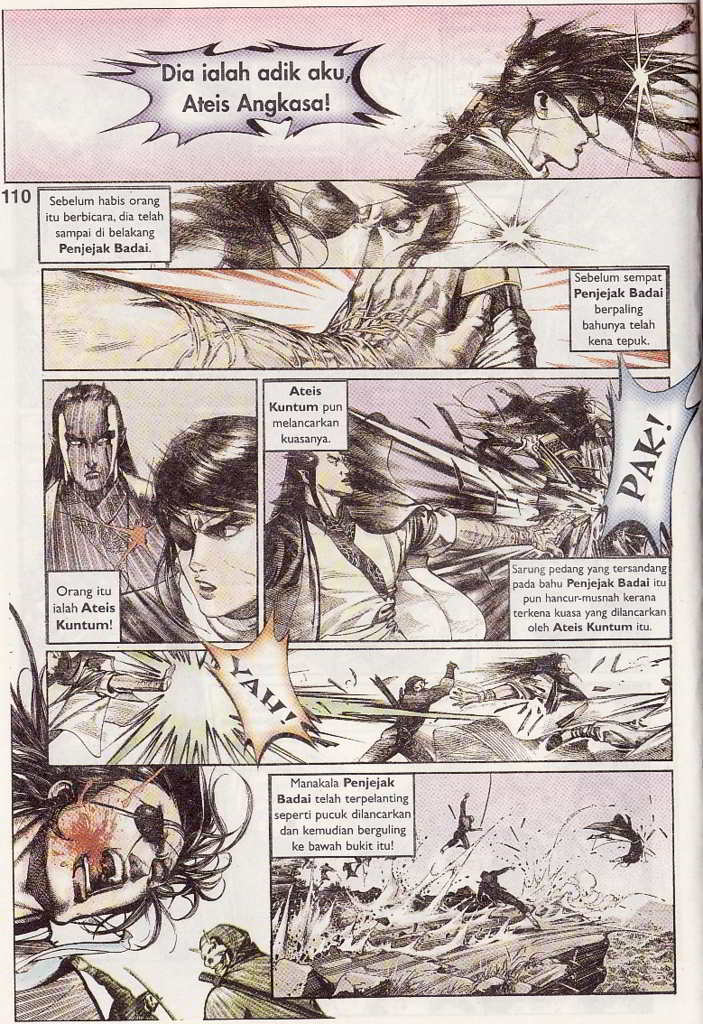 Dia ialah adik aku,
Ateis Angkasa!
110
Sebelum habis orang
itu berbicara, dia telah
sampai di belakang
Penjejak Badai.
Sebelum sempat
Penjejak Badai
berpaling
bahunya telah
kena tepuk.
Orang itu
ialah Ateis
Kuntum!
Ateis
Kuntum pun
melancarkan
kuasanya.
PAK!
Sarung pedang yang tersandang
pada bahu Penjejak Badai itu
pun hancur-musnah kerana
terkena kuasa yang dilancarkan
oleh Ateis Kuntum itu.
YAH!
Manakala Penjejak
Badai telah terpelanting
seperti pucuk dilancarkan
dan kemudian berguling
ke bawah bukit itu!